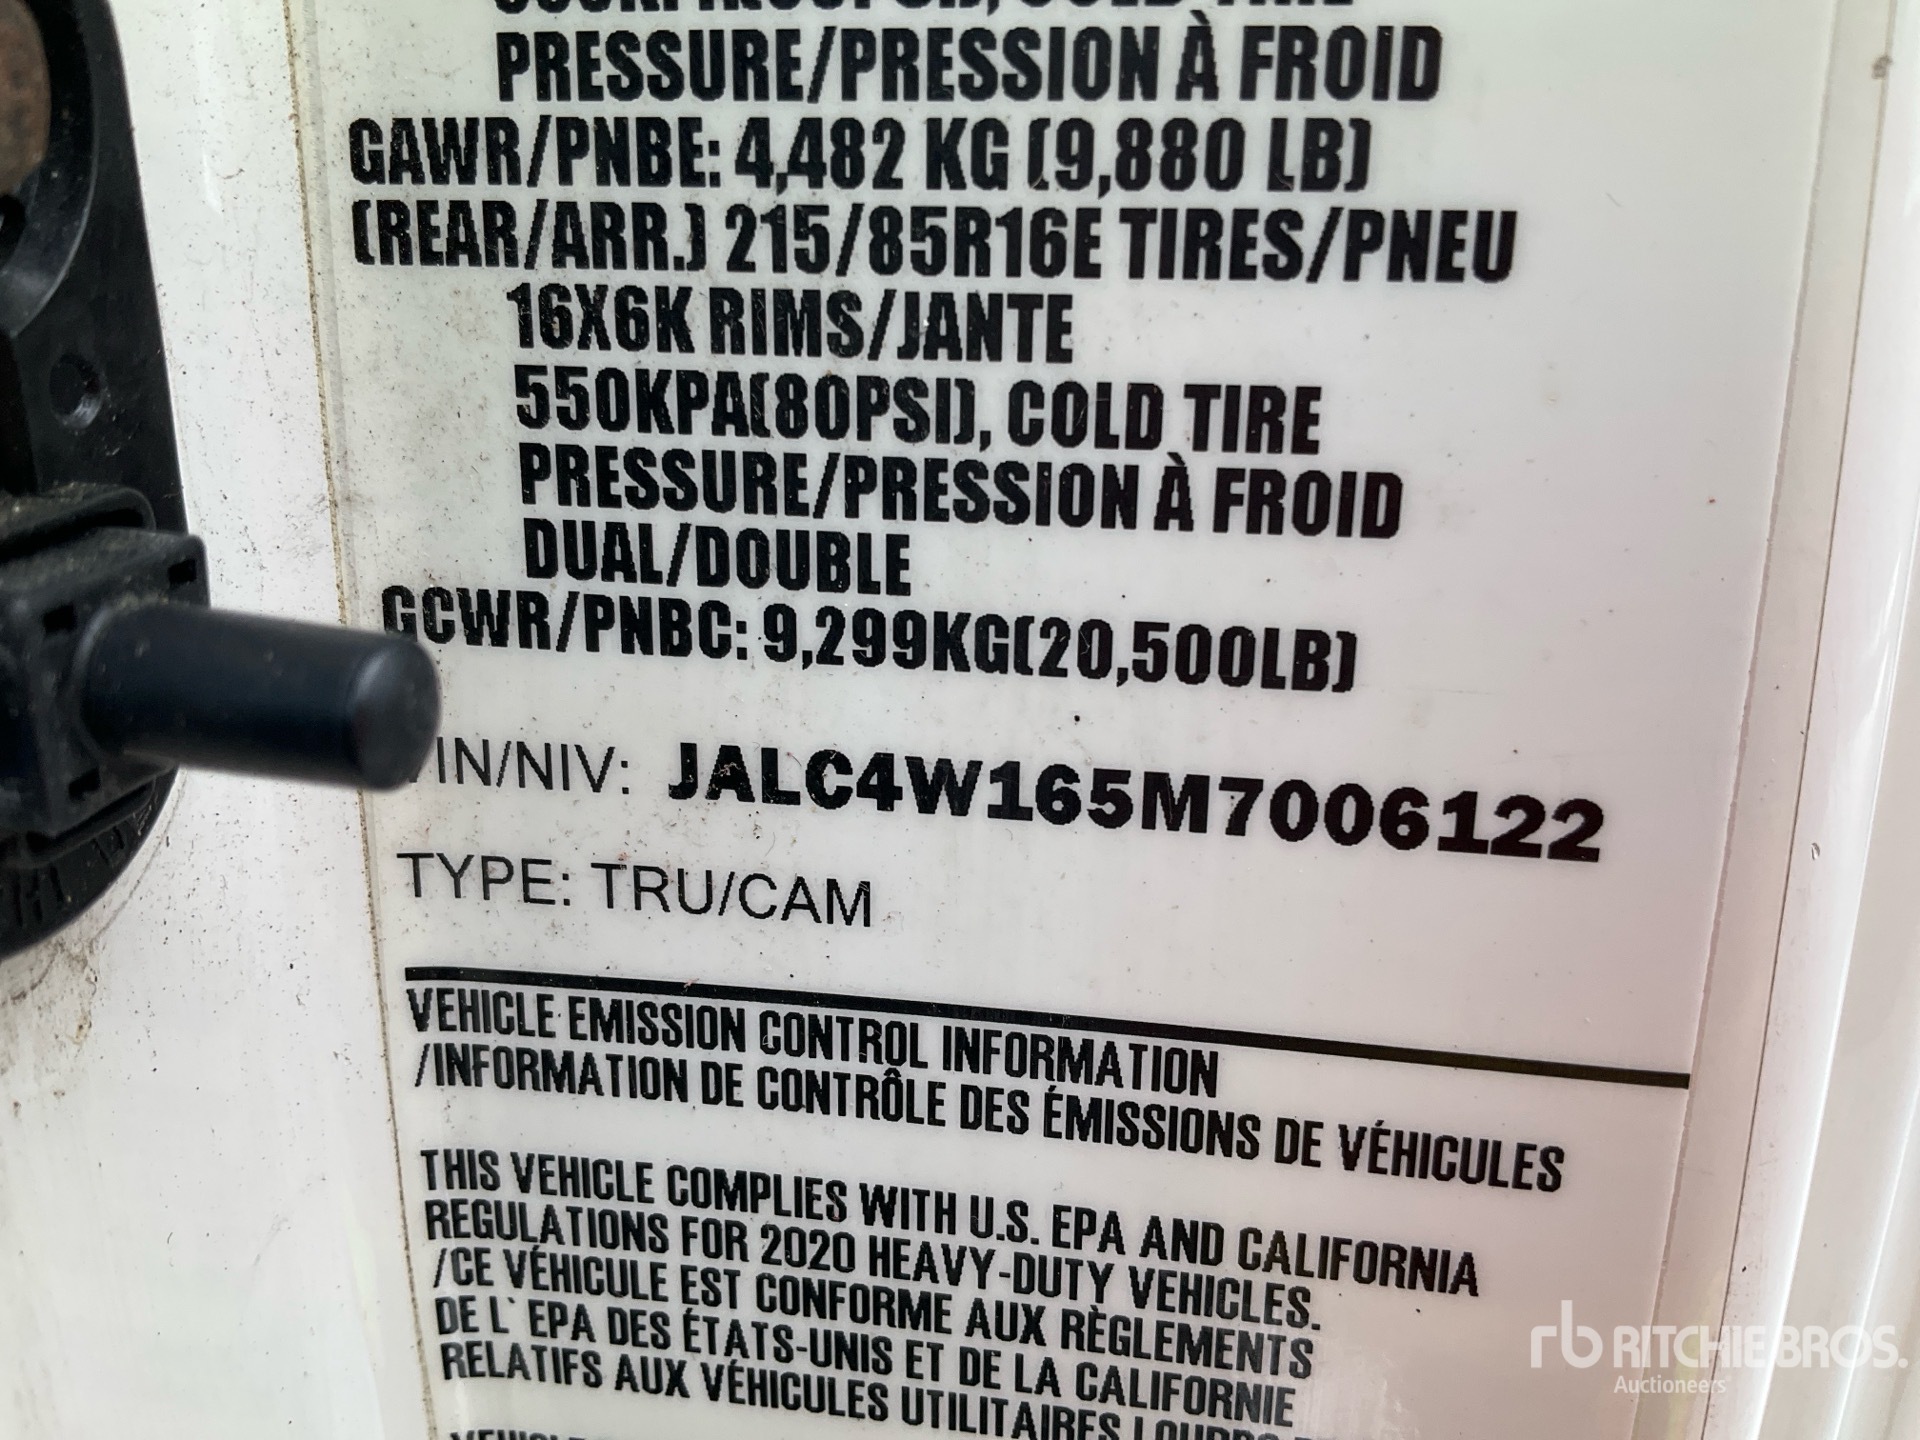 PRESSURE/PRESSION À FROID
GAWR/PNBE: 4,482 KG (9,880 LB)
(REAR/ARR.) 215/85R16E TIRES/PNEU
16X6K RIMS/JANTE
550KPA(80PSI), COLD TIRE
PRESSURE/PRESSION À FROID
DUAL/DOUBLE
GCWR/PNBC: 9,299KG(20,500LB)
VIN/NIV: JALC4W165M7006122
TYPE: TRU/CAM
VEHICLE EMISSION CONTROL INFORMATION
/INFORMATION DE CONTRÔLE DES ÉMISSIONS DE VÉHICULES
THIS VEHICLE COMPLIES WITH U.S. EPA AND CALIFORNIA
REGULATIONS FOR 2020 HEAVY-DUTY VEHICLES.
/CE VÉHICULE EST CONFORME AUX RÈGLEMENTS
DE L'EPA DES ÉTATS-UNIS ET DE LA CALIFORNIE
RELATIFS AUX VÉHICULES UTILITAIRES
rb RITCHIE BROS.
Auctioneers